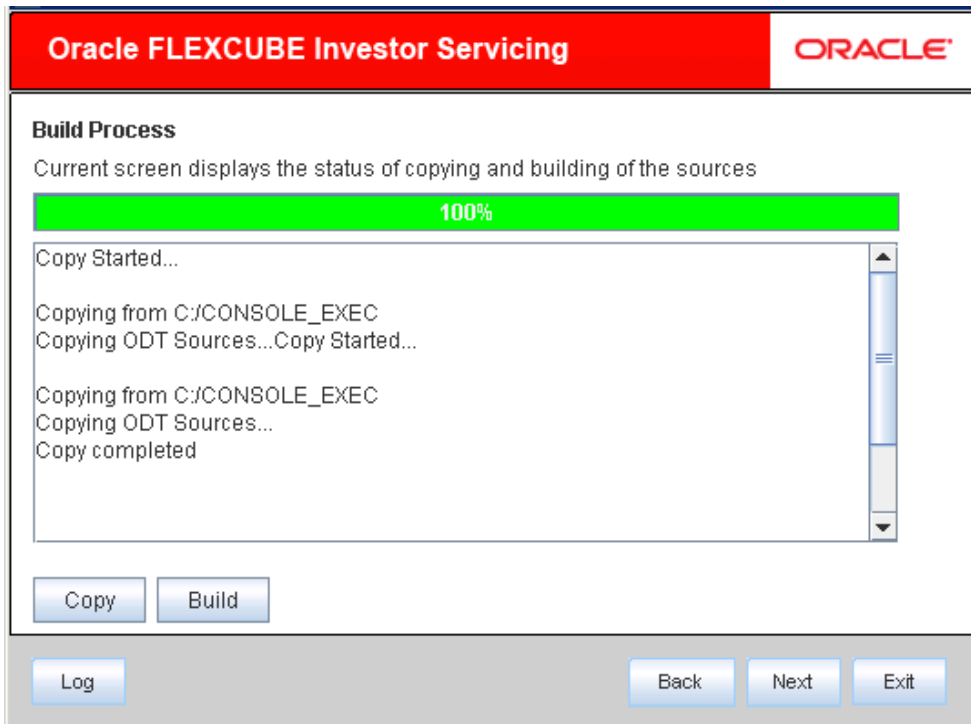 Oracle FLEXCUBE Investor Servicing
ORACLE
Build Process
Current screen displays the status of copying and building of the sources
100%
Copy Started...
Copying from C:/CONSOLE_EXEC
Copying ODT Sources...Copy Started...
Copying from C:/CONSOLE_EXEC
Copying ODT Sources...
Copy completed
Copy Build
Log Back Next Exit